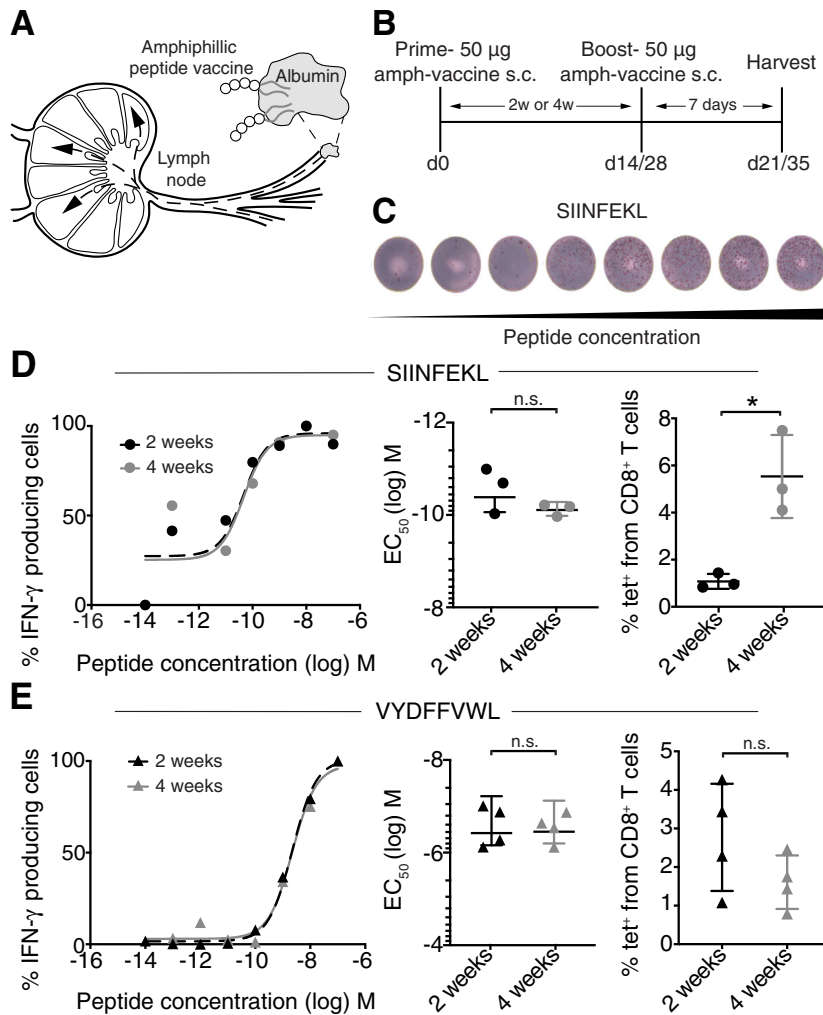 A
Amphiphillic
peptide vaccine
Albumin
Lymph
node
B
Prime- 50 µg
amph-vaccine s.c.
Boost- 50 µg
amph-vaccine s.c.
Harvest
2w or 4w
7 days
d0
d14/28
d21/35
C
SIINFEKL
Peptide concentration
D
SIINFEKL
% IFN-γ producing cells
100
50
0
2 weeks
4 weeks
-16 -14 -12 -10 -8 -6
Peptide concentration (log) M
EC50 (log) M
-12
-10
-8
n.s.
2 weeks
4 weeks
% tet+ from CD8+ T cells
8
6
4
2
0
*
2 weeks
4 weeks
E
VYDFFVWL
% IFN-γ producing cells
100
50
0
2 weeks
4 weeks
-16 -14 -12 -10 -8 -6
Peptide concentration (log) M
EC50 (log) M
-8
-6
-4
n.s.
2 weeks
4 weeks
% tet+ from CD8+ T cells
5
4
3
2
1
0
n.s.
2 weeks
4 weeks